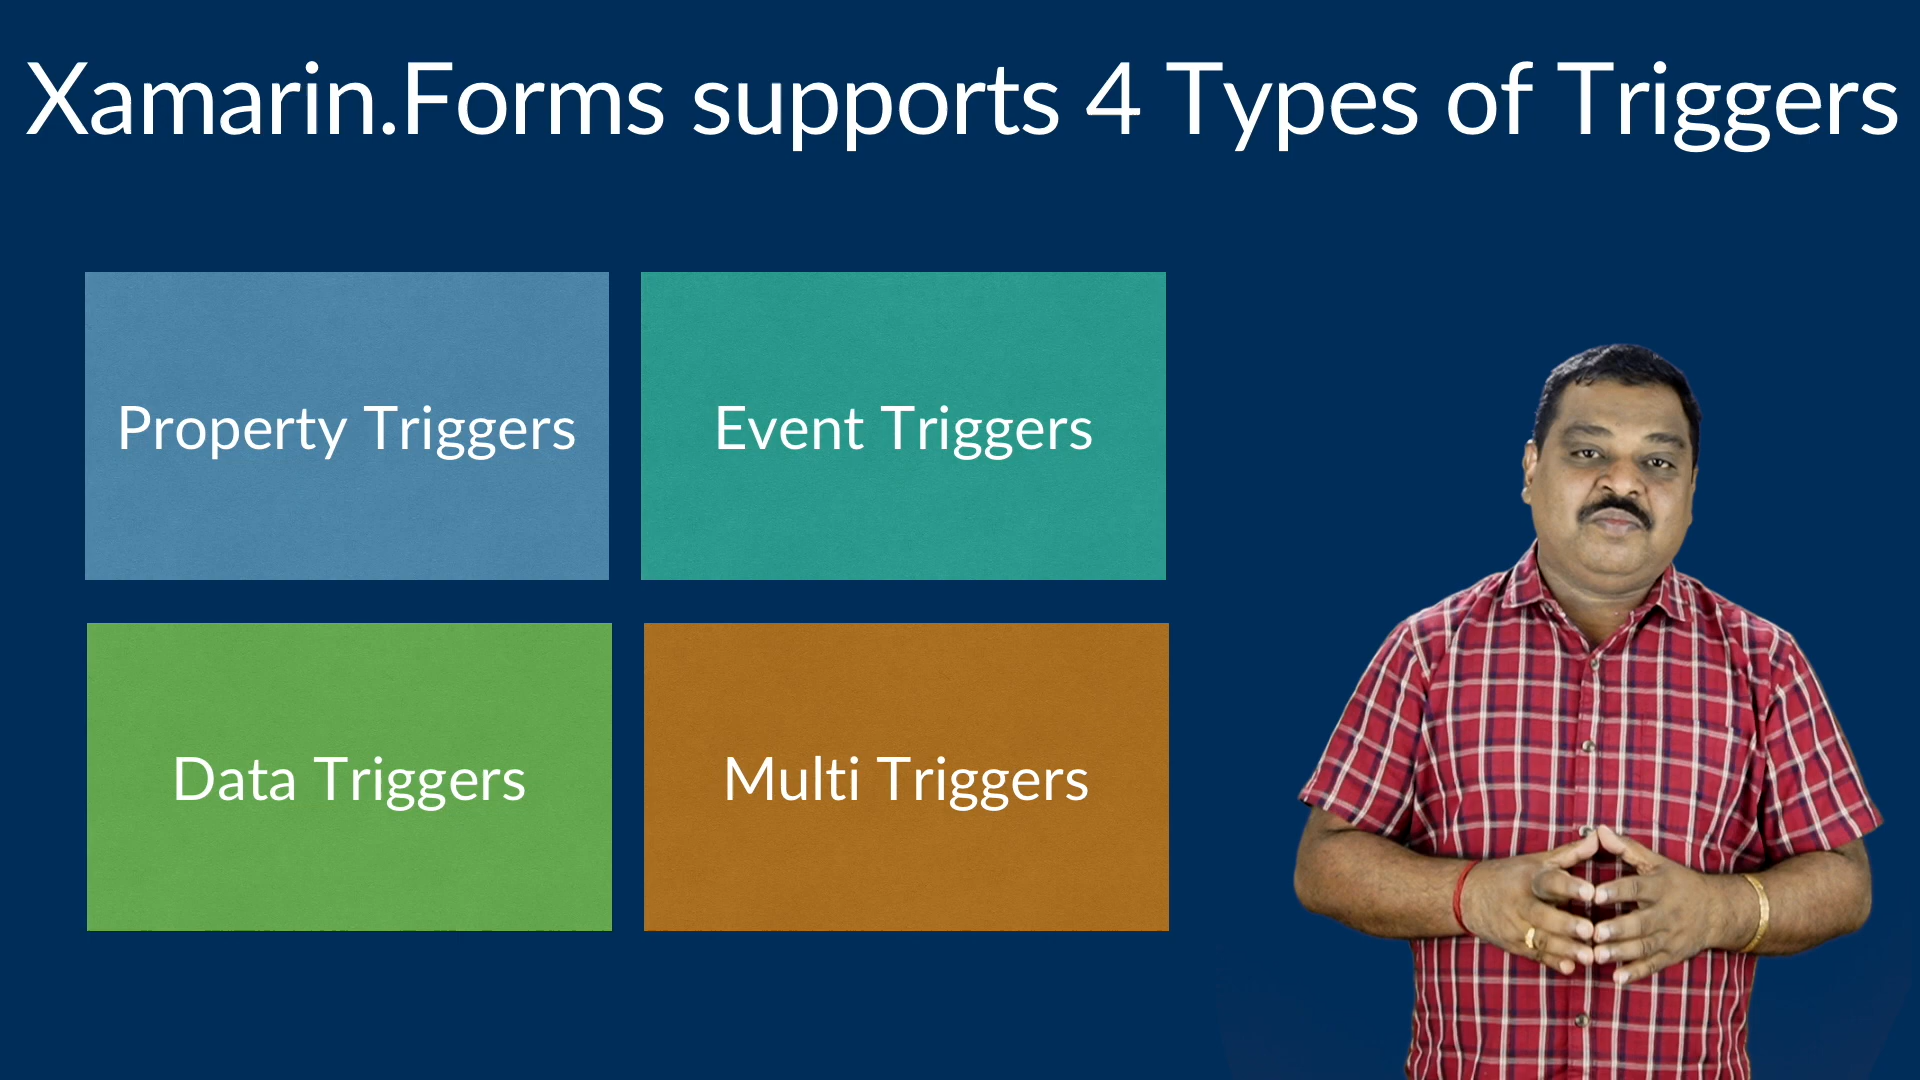 Xamarin.Forms supports 4 Types of Triggers
Property Triggers
Event Triggers
Data Triggers
Multi Triggers